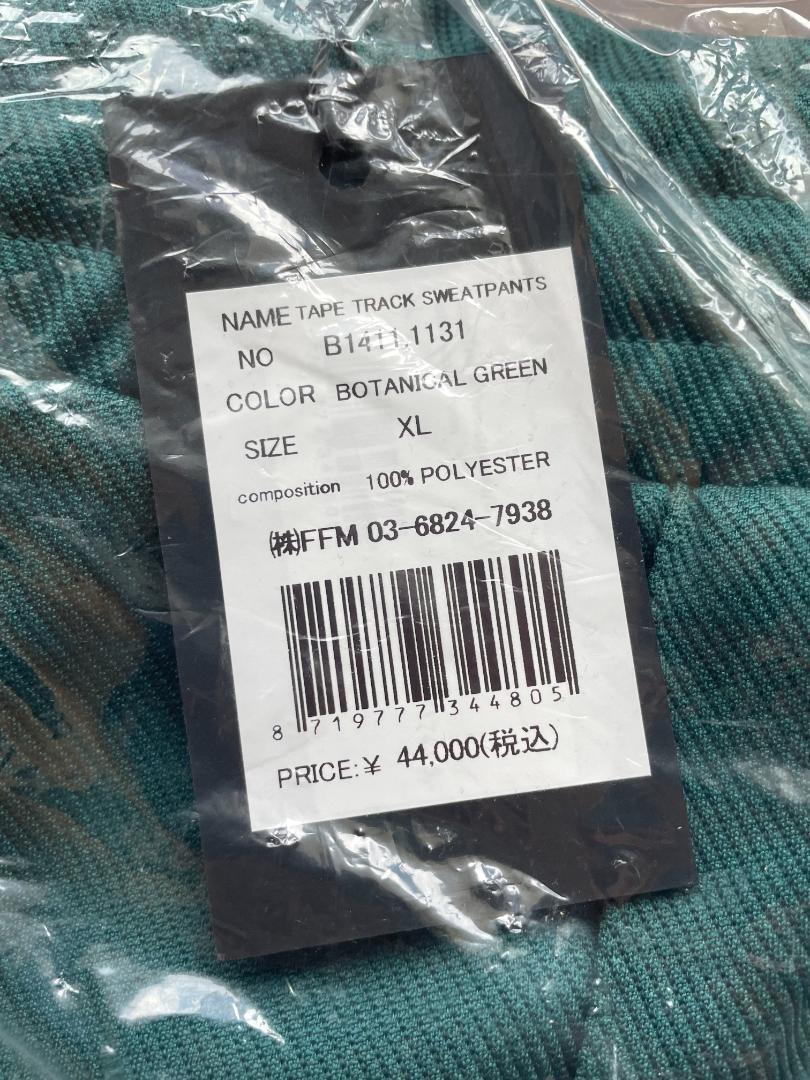 NAME TAPE TRACK SWEATPANTS
NO B1411.1131
COLOR BOTANICAL GREEN
SIZE XL
composition 100% POLYESTER
㈱FFM 03-6824-7938
8 719777 344805
PRICE:¥ 44,000(税込)